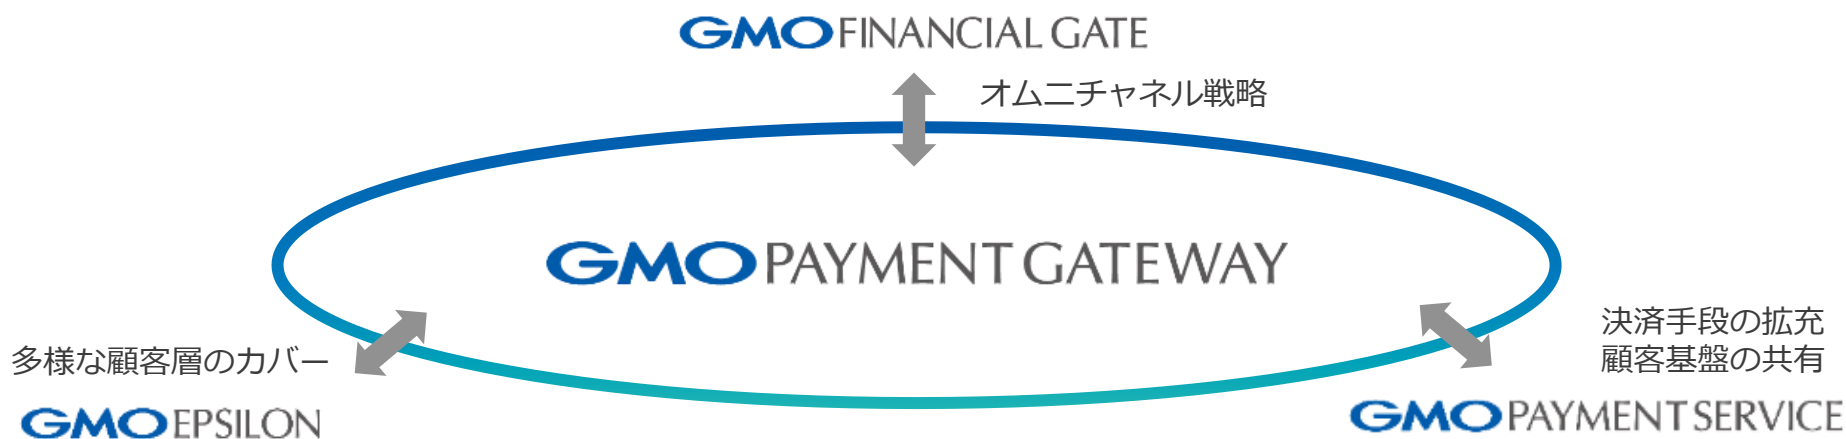 GMO FINANCIAL GATE
オムニチャネル戦略
GMO PAYMENT GATEWAY
多様な顧客層のカバー
GMO EPSILON
決済手段の拡充
顧客基盤の共有
GMO PAYMENT SERVICE